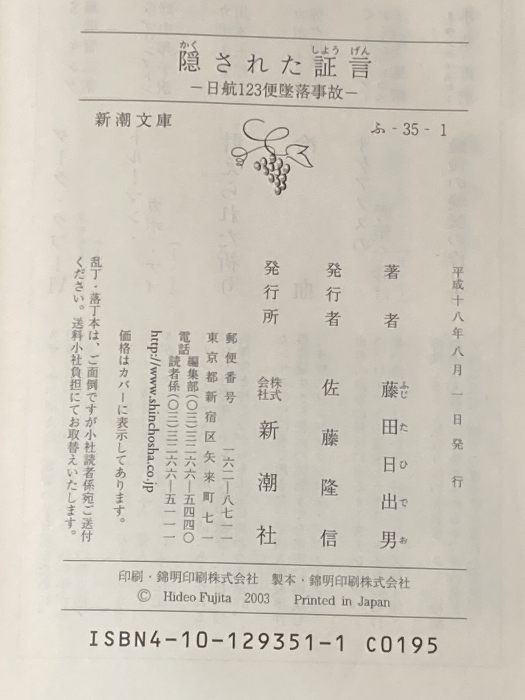 隠された証言
－日航123便墜落事故－
新潮文庫
ふ-35-1
平成十八年八月一日発行
著者 藤田日出男
発行者 佐藤隆信
発行所 株式会社 新潮社
郵便番号 一六二―八七一一
東京都新宿区矢来町七一
電話 編集部(〇三)三二六六―五四四〇
読者係(〇三)三二六六―五一一一
http://www.shinchosha.co.jp
価格はカバーに表示してあります。
乱丁・落丁本は、ご面倒ですが小社読者係宛ご送付
ください。送料小社負担にてお取替えいたします。
印刷・錦明印刷株式会社 製本・錦明印刷株式会社
© Hideo Fujita 2003 Printed in Japan
ISBN4-10-129351-1 C0195